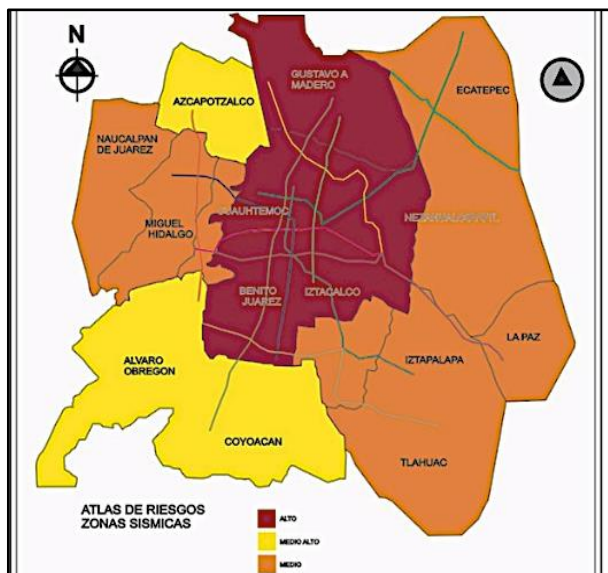 N
GUSTAVO A
MADERO
ECATEPEC
AZCAPOTZALCO
NAUCALPAN
DE JUAREZ
CUAUHTEMOC
MIGUEL
HIDALGO
BENITO
JUAREZ
IZTACALCO
ALVARO
OBREGON
IZTAPALAPA
LA PAZ
COYOACAN
TLAHUAC
ATLAS DE RIESGOS
ZONAS SISMICAS
ALTO
MEDIO ALTO
MEDIO